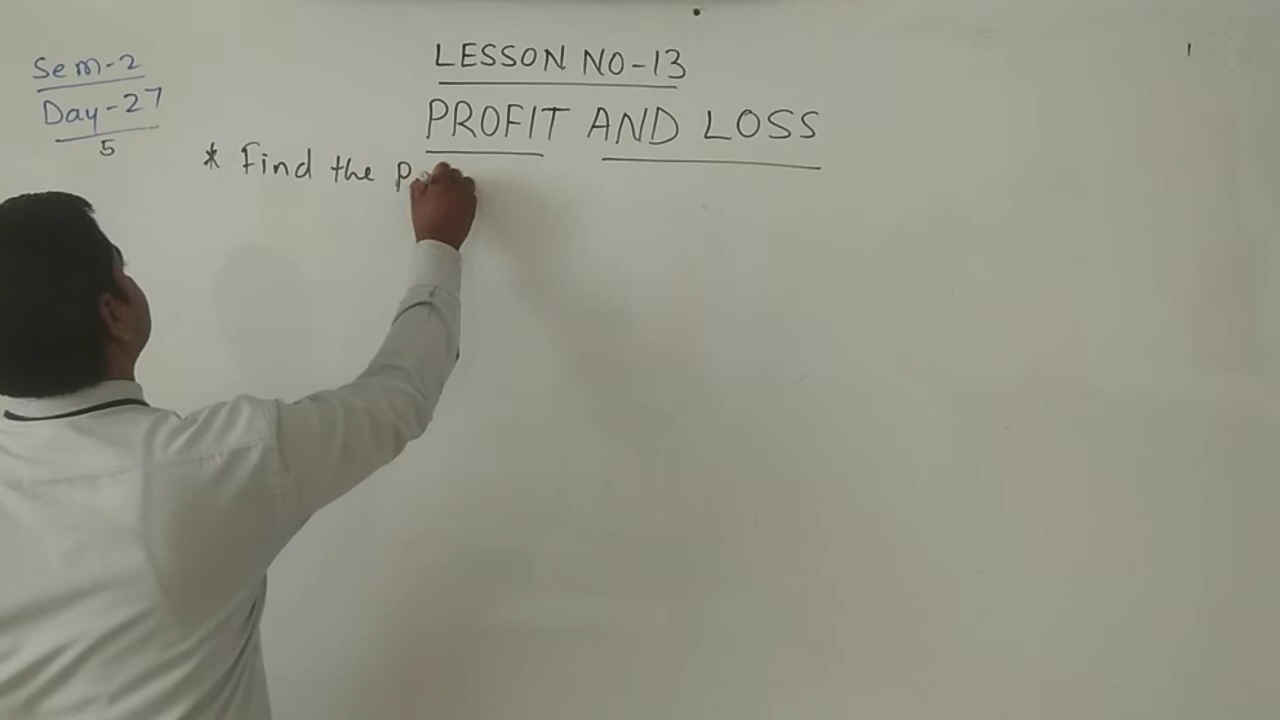 Sem-2
Day-27
5
LESSON NO-13
PROFIT AND LOSS
* Find the